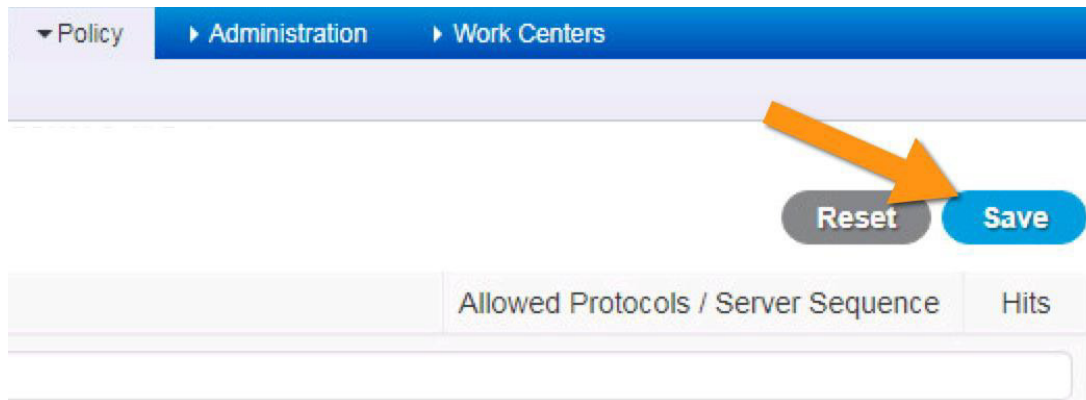 Policy Administration Work Centers
Reset Save
Allowed Protocols / Server Sequence Hits